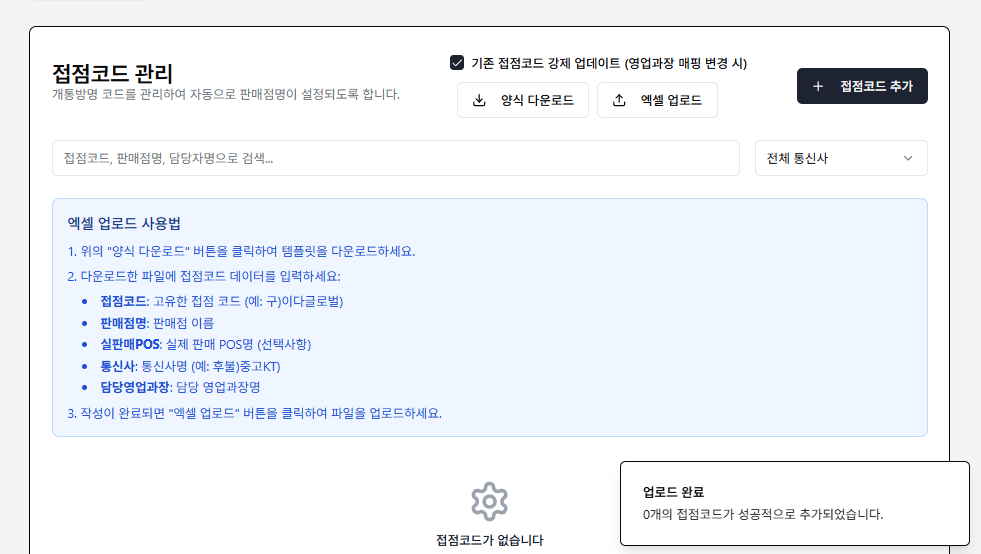 접점코드 관리
개통방명 코드를 관리하여 자동으로 판매점명이 설정되도록 합니다.
기존 접점코드 강제 업데이트 (영업과장 매핑 변경 시)
양식 다운로드
엑셀 업로드
접점코드 추가
접점코드, 판매점명, 담당자명으로 검색...
전체 통신사
엑셀 업로드 사용법
1. 위의 "양식 다운로드" 버튼을 클릭하여 템플릿을 다운로드하세요.
2. 다운로드한 파일에 접점코드 데이터를 입력하세요:
• 접점코드: 고유한 접점 코드 (예: 구)이다글로벌)
• 판매점명: 판매점 이름
• 실판매POS: 실제 판매 POS명 (선택사항)
• 통신사: 통신사명 (예: 후불)중고KT)
• 담당영업과장: 담당 영업과장명
3. 작성이 완료되면 "엑셀 업로드" 버튼을 클릭하여 파일을 업로드하세요.
접점코드가 없습니다
업로드 완료
0개의 접점코드가 성공적으로 추가되었습니다.